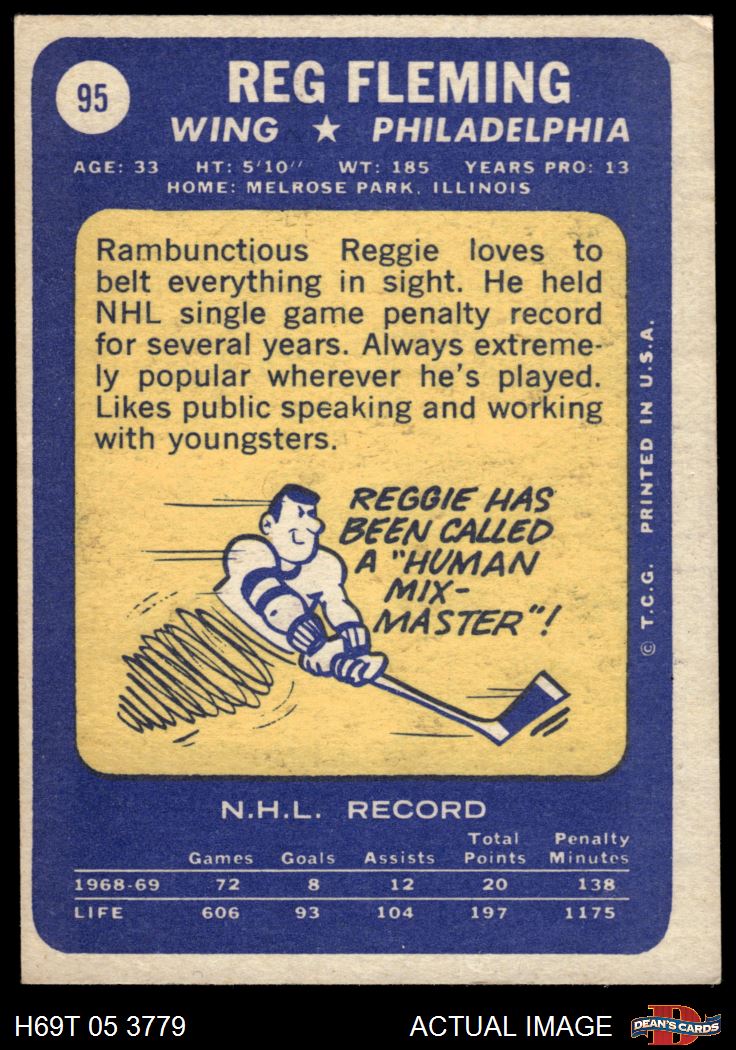 95
REG FLEMING
WING ★ PHILADELPHIA
AGE: 33 HT: 5'10'' WT: 185 YEARS PRO: 13
HOME: MELROSE PARK, ILLINOIS
Rambunctious Reggie loves to
belt everything in sight. He held
NHL single game penalty record
for several years. Always extreme-
ly popular wherever he's played.
Likes public speaking and working
with youngsters.
REGGIE HAS
BEEN CALLED
A "HUMAN
MIX-
MASTER"!
© T.C.G. PRINTED IN U.S.A.
N.H.L. RECORD
Games Goals Assists Total Points Penalty Minutes
1968-69 72 8 12 20 138
LIFE 606 93 104 197 1175
H69T 05 3779 ACTUAL IMAGE DEAN'S CARDS